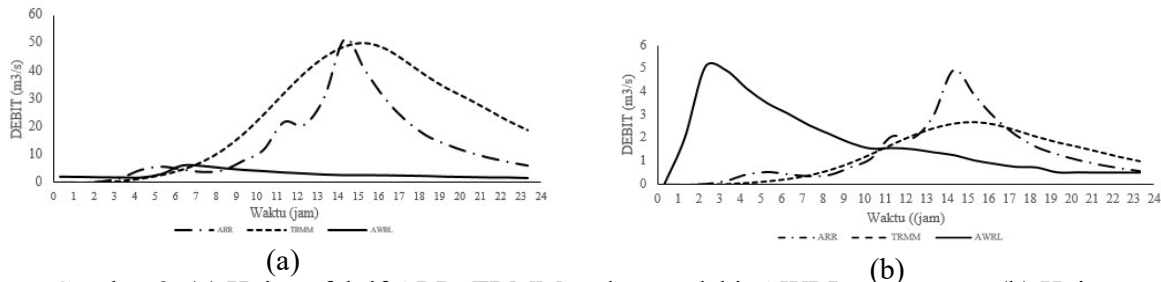 60
50
40
30
20
10
0
DEBIT (m3/s)
0 1 2 3 4 5 6 7 8 9 10 11 12 13 14 15 16 17 18 19 20 21 22 23 24
Waktu (jam)
ARR TRMM AWRL
(a)
6
5
4
3
2
1
0
DEBIT (m3/s)
0 1 2 3 4 5 6 7 8 9 10 11 12 13 14 15 16 17 18 19 20 21 22 23 24
Waktu ((jam)
ARR TRMM AWRL
(b)